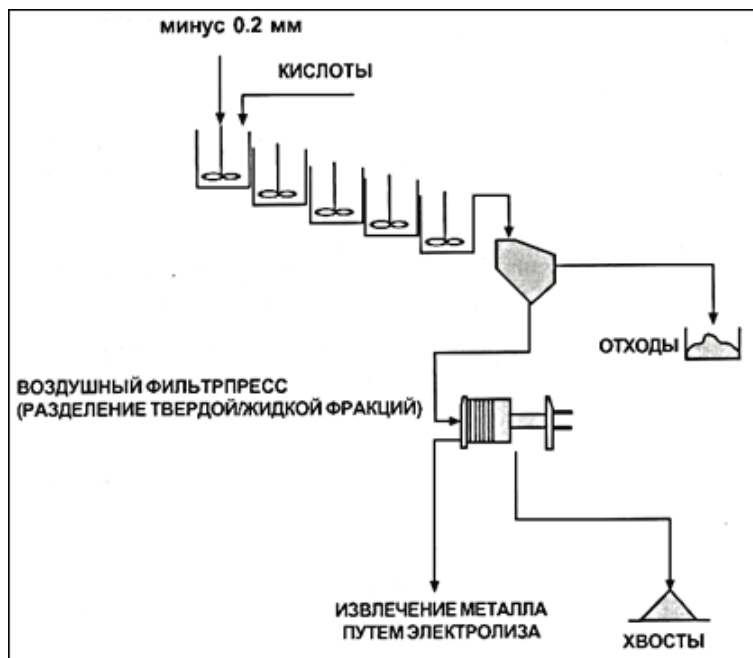 минус 0.2 мм
КИСЛОТЫ
ОТХОДЫ
ВОЗДУШНЫЙ ФИЛЬТРПРЕСС
(РАЗДЕЛЕНИЕ ТВЕРДОЙ/ЖИДКОЙ ФРАКЦИЙ)
ИЗВЛЕЧЕНИЕ МЕТАЛЛА
ПУТЕМ ЭЛЕКТРОЛИЗА
ХВОСТЫ